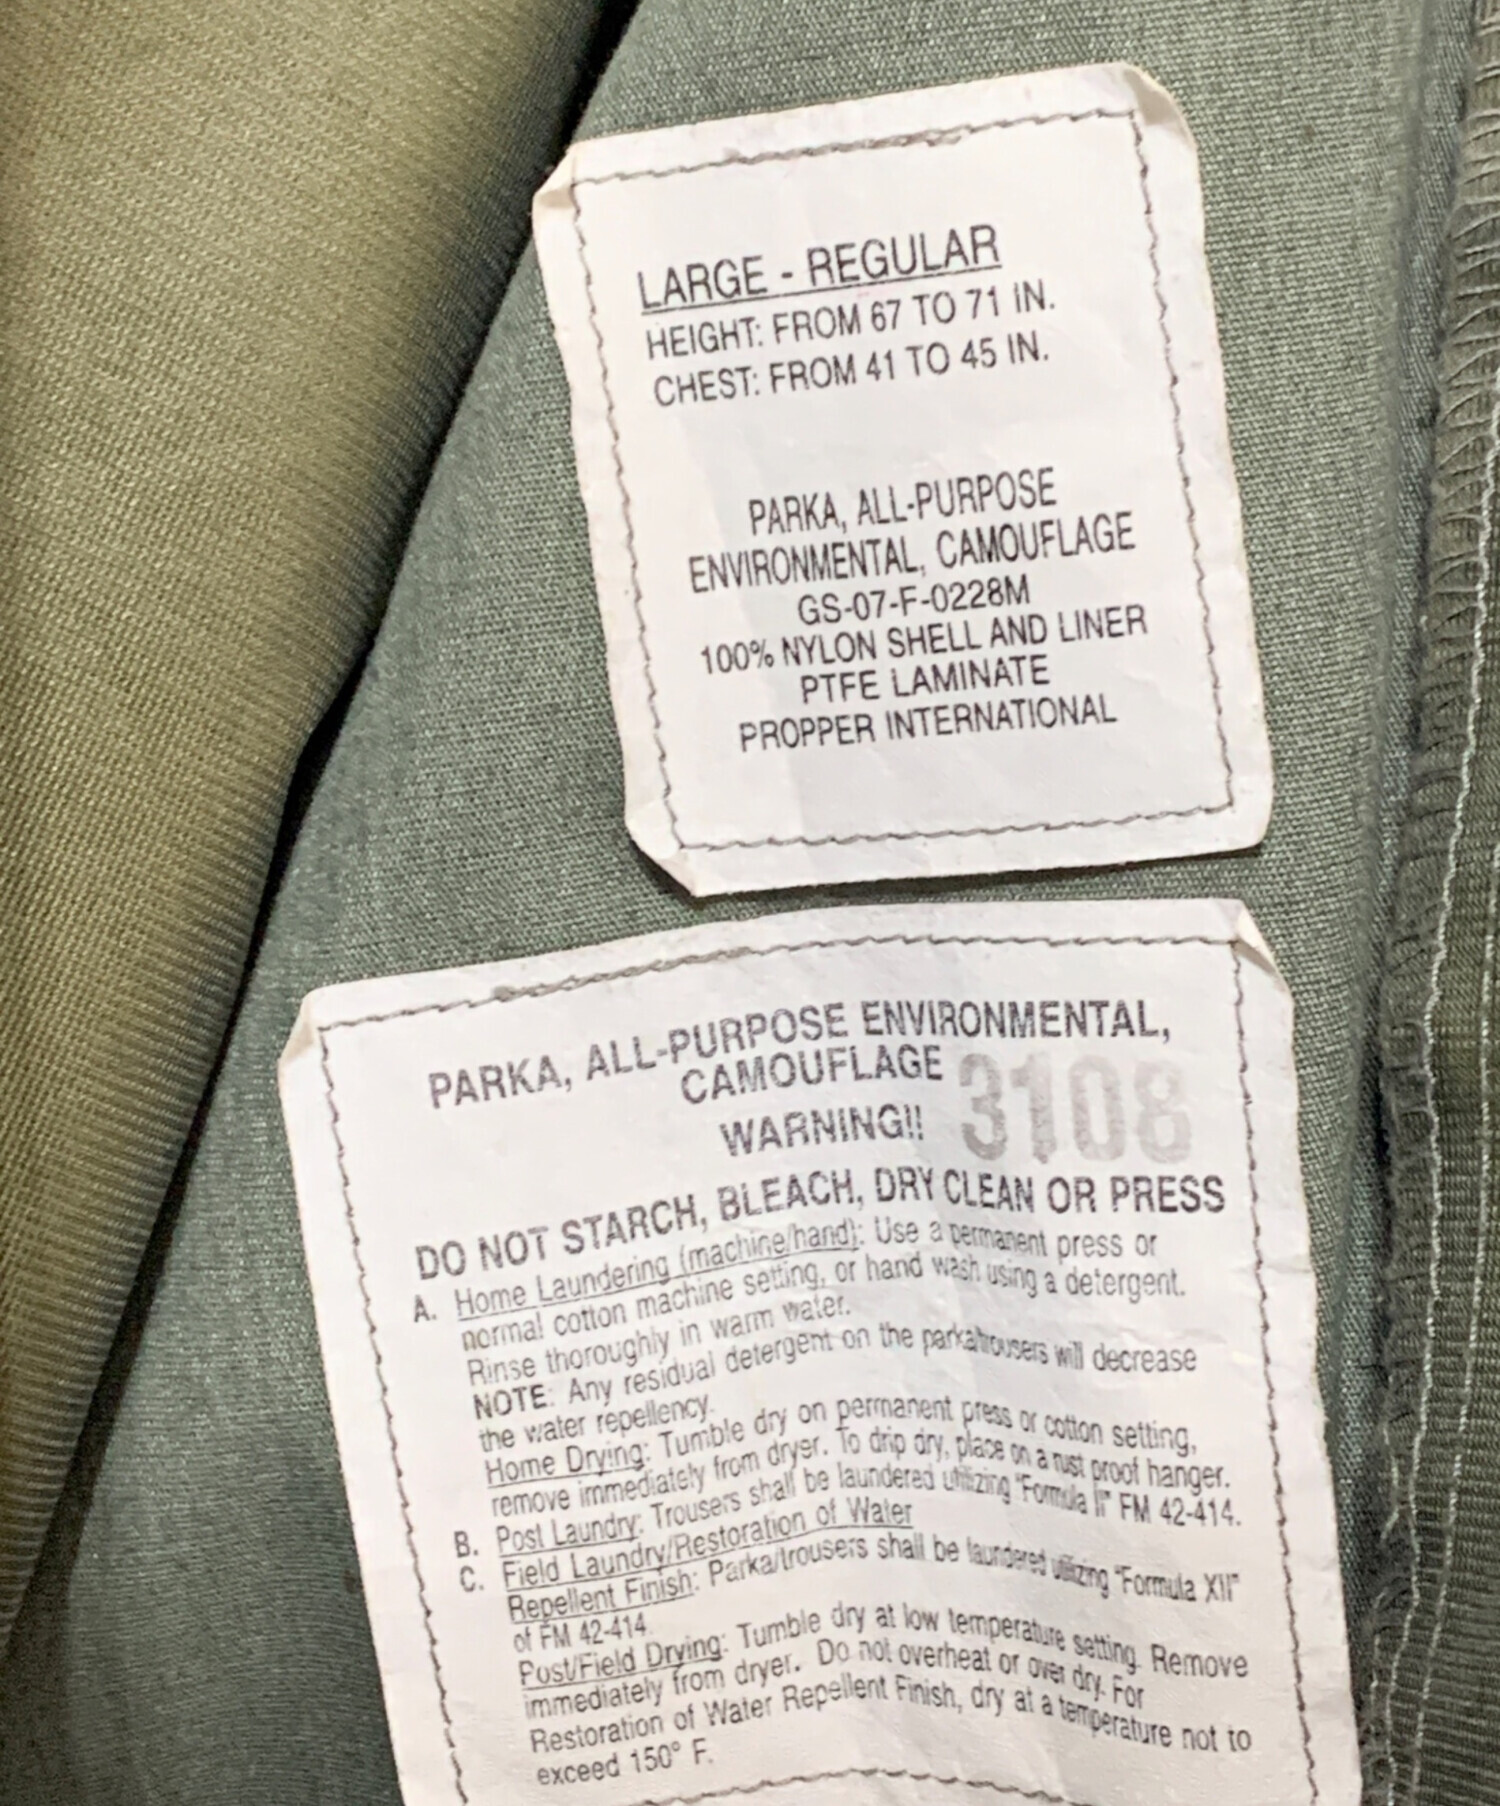 LARGE - REGULAR
HEIGHT: FROM 67 TO 71 IN.
CHEST: FROM 41 TO 45 IN.
PARKA, ALL-PURPOSE
ENVIRONMENTAL, CAMOUFLAGE
GS-07-F-0228M
100% NYLON SHELL AND LINER
PTFE LAMINATE
PROPPER INTERNATIONAL
PARKA, ALL-PURPOSE ENVIRONMENTAL,
CAMOUFLAGE
3108
WARNING!!
DO NOT STARCH, BLEACH, DRY CLEAN OR PRESS
A. Home Laundering (machine/hand): Use a permanent press or
normal cotton machine setting, or hand wash using a detergent.
Rinse thoroughly in warm water.
NOTE: Any residual detergent on the parka/trousers will decrease
the water repellency.
Home Drying: Tumble dry on permanent press or cotton setting,
remove immediately from dryer. To drip dry, place on a rust proof hanger.
B. Post Laundry: Trousers shall be laundered utilizing "Formula II" FM 42-414.
C. Field Laundry/Restoration of Water
Repellent Finish: Parka/trousers shall be laundered utilizing "Formula XII"
of FM 42-414.
Post/Field Drying: Tumble dry at low temperature setting. Remove
immediately from dryer. Do not overheat or over dry. For
Restoration of Water Repellent Finish, dry at a temperature not to
exceed 150° F.